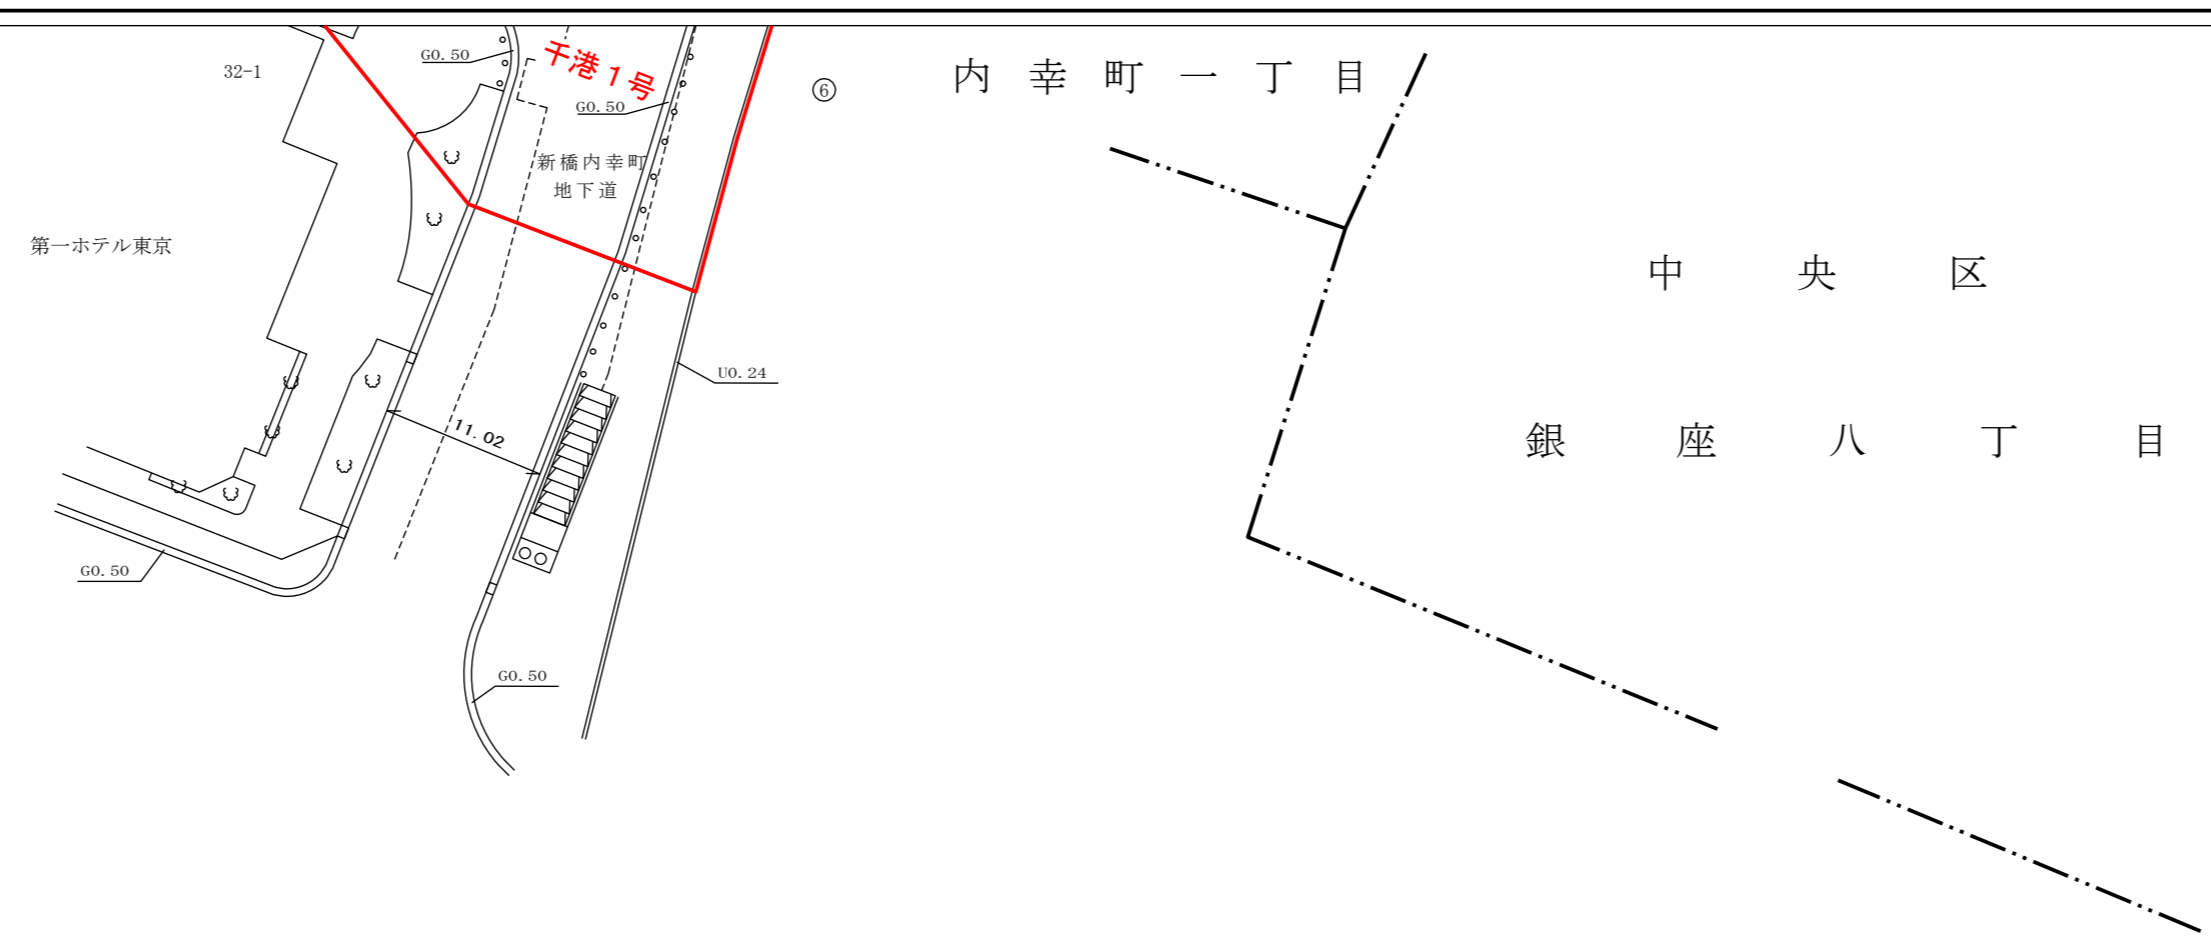 32-1
G0.50
千港1号
G0.50
⑥
内幸町一丁目
新橋内幸町
地下道
第一ホテル東京
中央区
U0.24
11.02
銀座八丁目
G0.50
G0.50